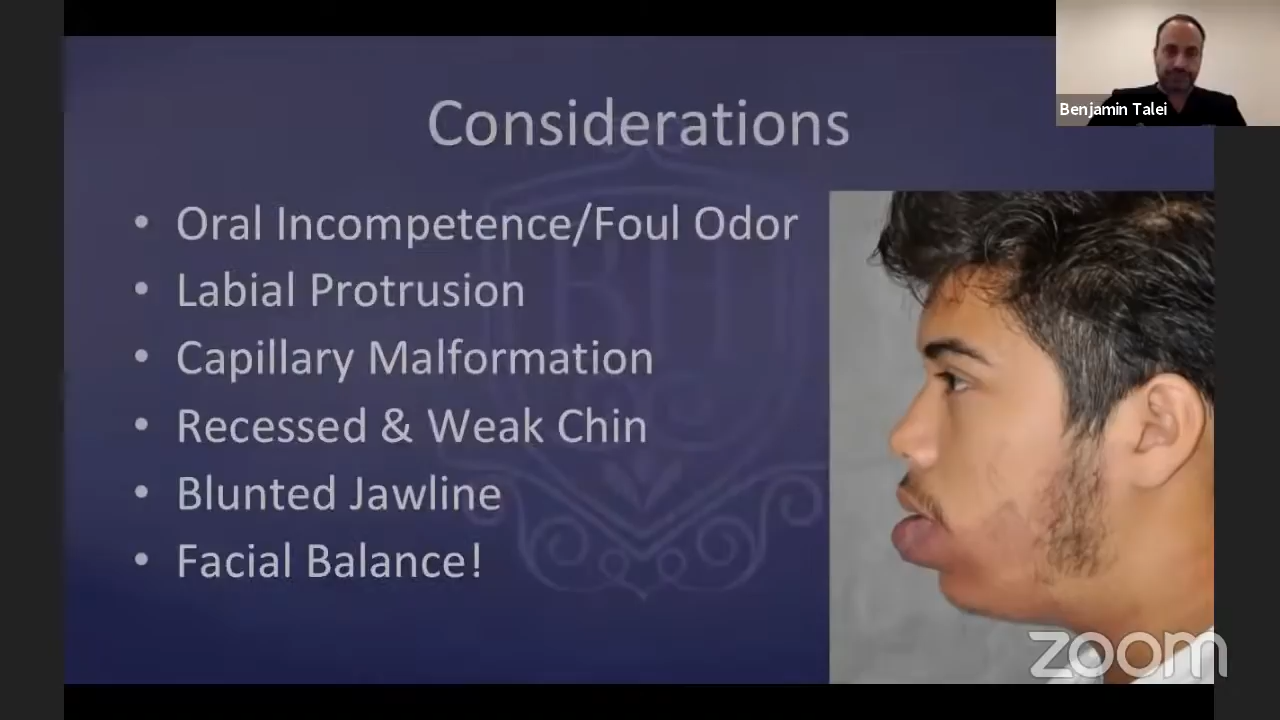 Benjamin Talei
Considerations
• Oral Incompetence/Foul Odor
• Labial Protrusion
• Capillary Malformation
• Recessed & Weak Chin
• Blunted Jawline
• Facial Balance!
zoom